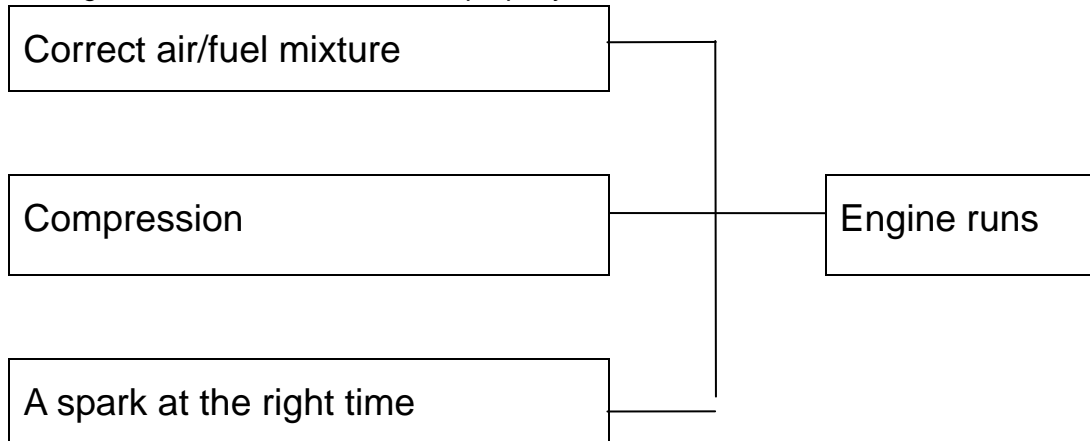 Correct air/fuel mixture
Compression
Engine runs
A spark at the right time